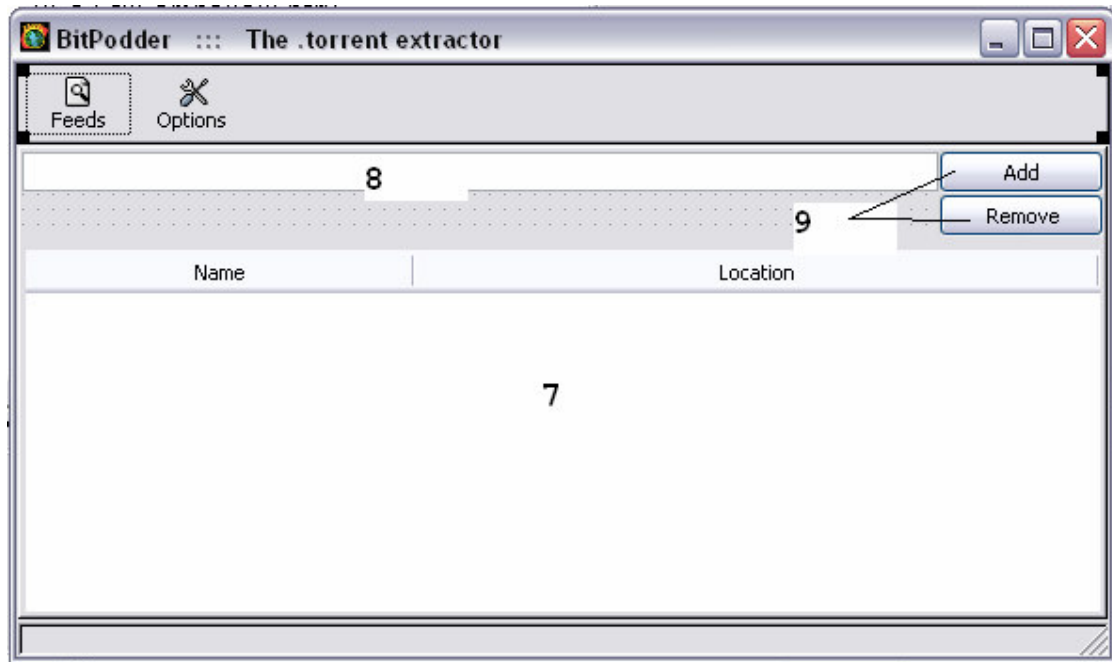 BitPodder ::: The .torrent extractor
Feeds Options
8
Add
9
Remove
Name Location
7